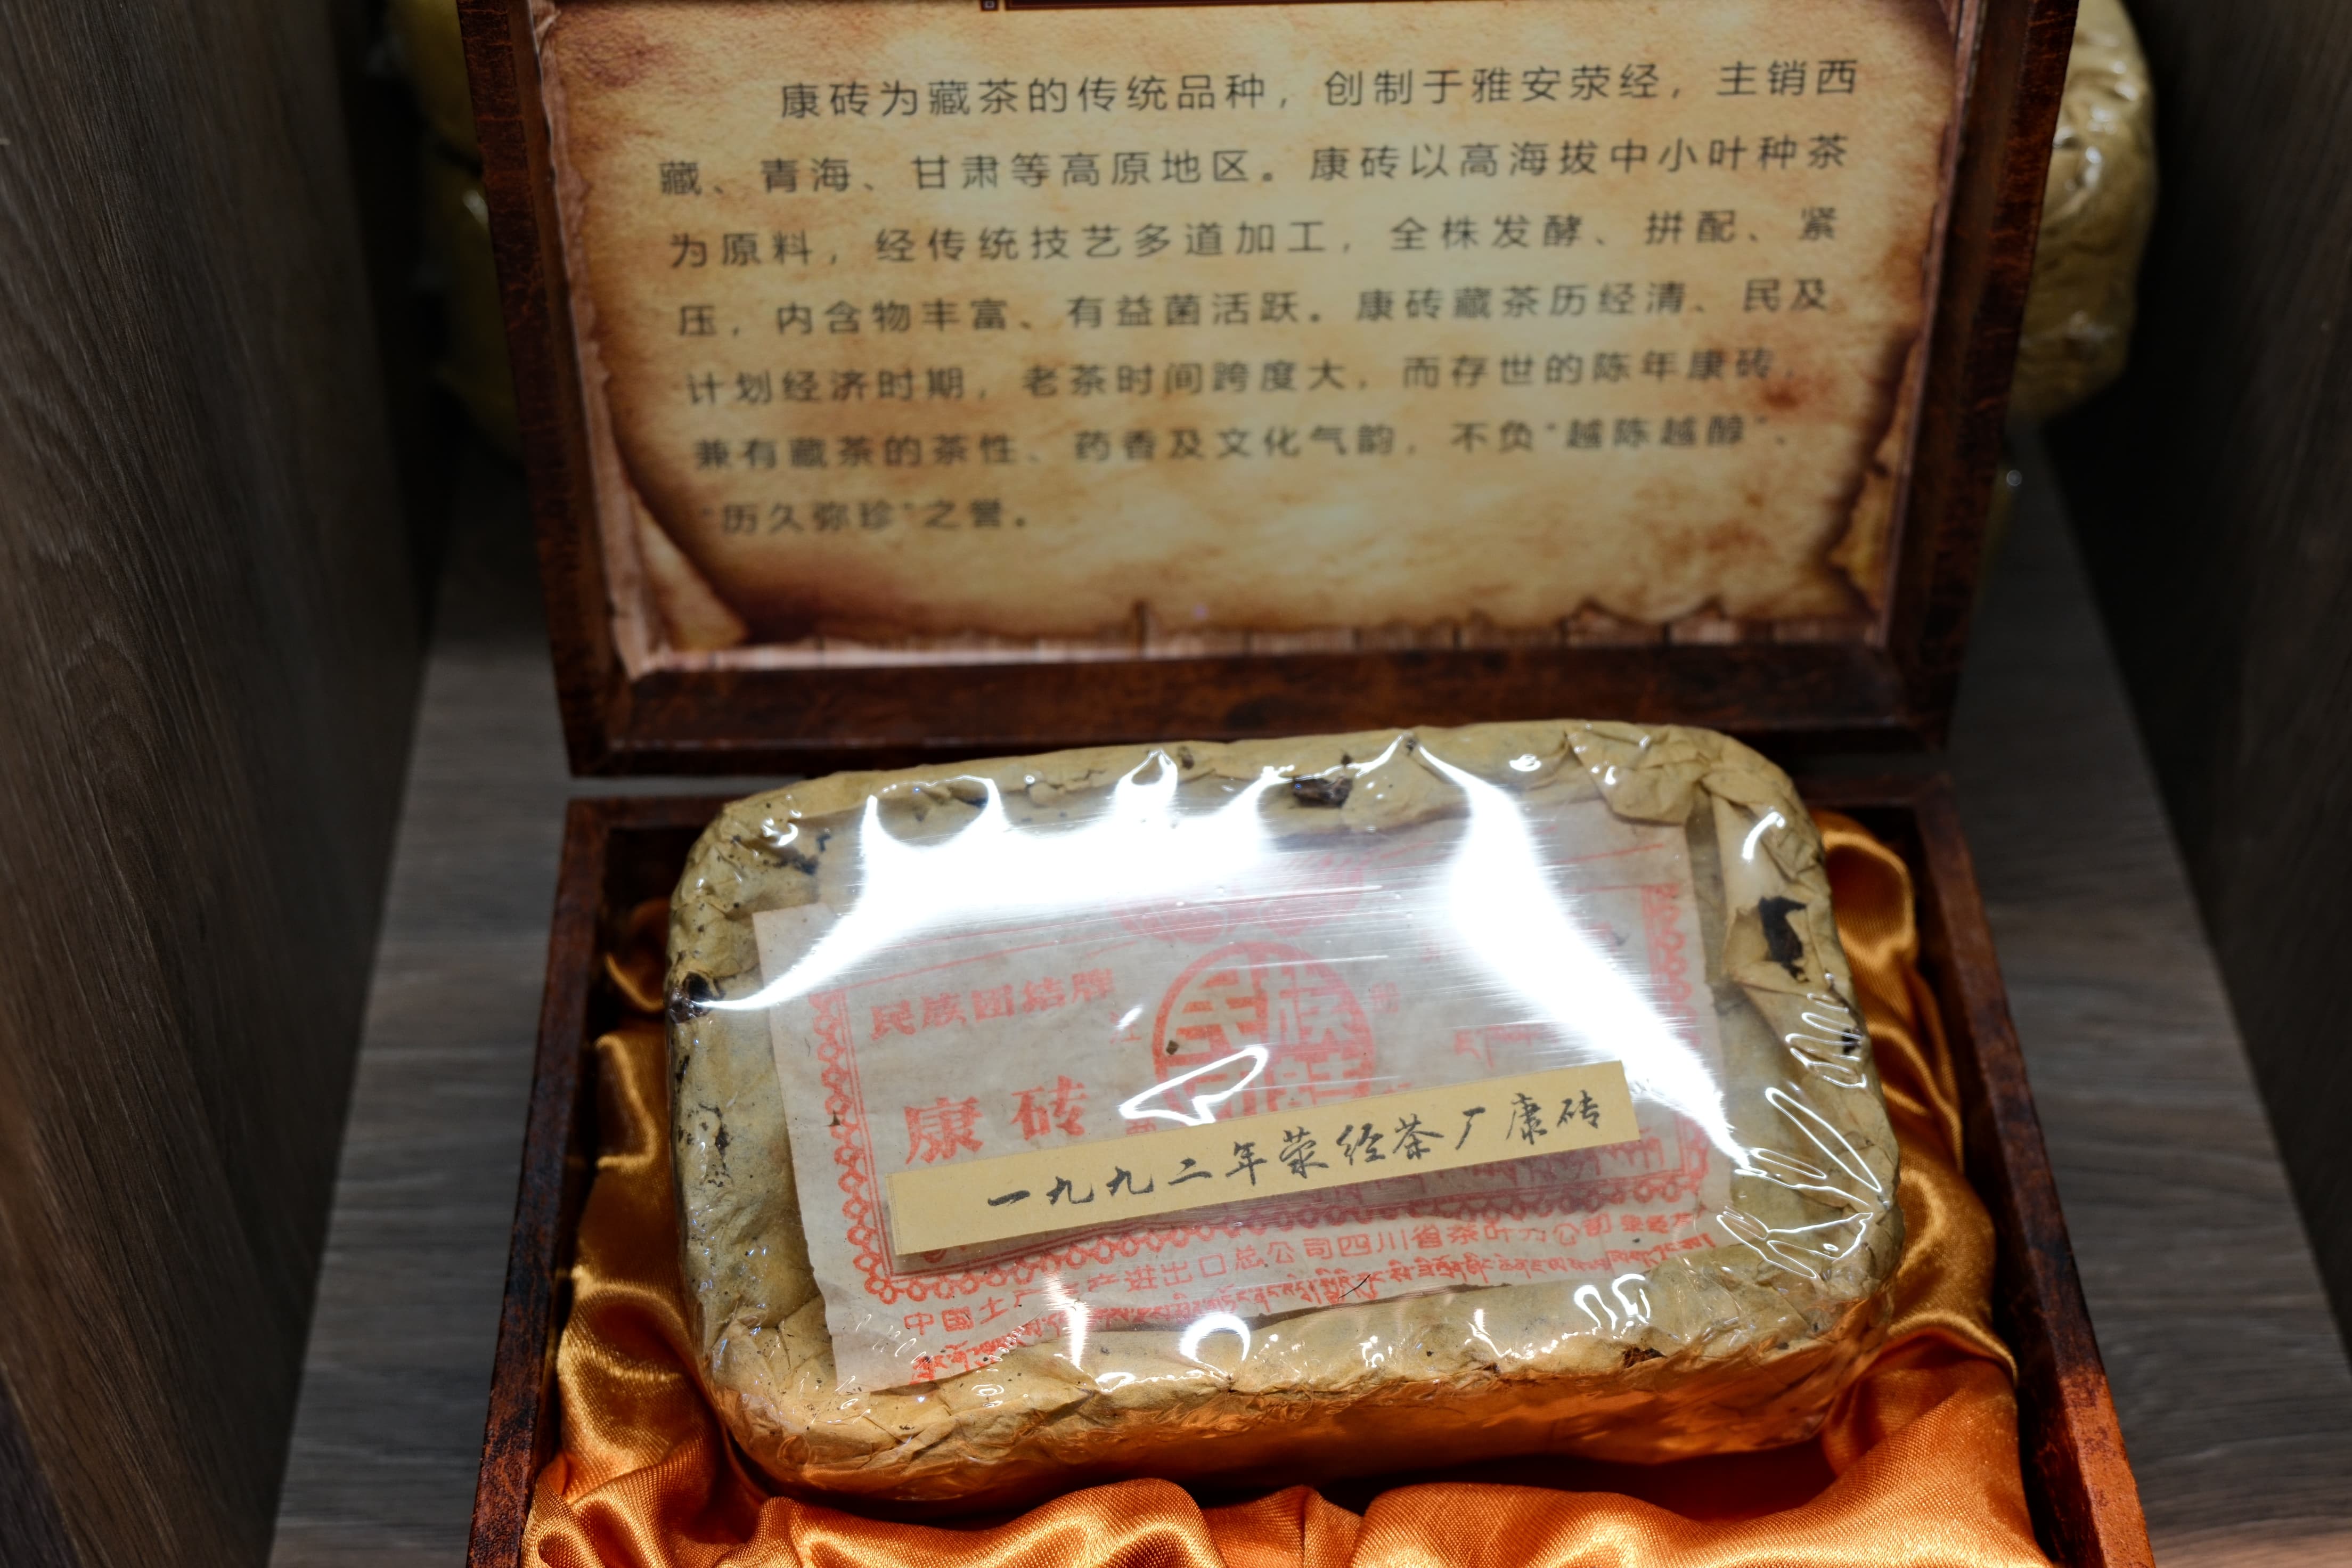 康砖为藏茶的传统品种，创制于雅安荥经，主销西
藏、青海、甘肃等高原地区。康砖以高海拔中小叶种茶
为原料，经传统技艺多道加工，全株发酵、拼配、紧
压，内含物丰富、有益菌活跃。康砖藏茶历经清、民及
计划经济时期，老茶时间跨度大，而存世的陈年康砖，
兼有藏茶的茶性、药香及文化气韵，不负“越陈越醇”、
“历久弥珍”之誉。
民族团结牌
民族
康砖
一九九二年荥经茶厂康砖
中国土产进出口总公司四川省茶叶分公司